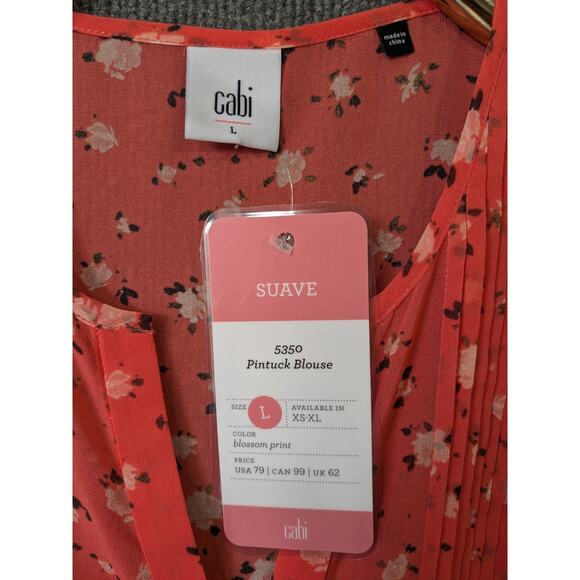 cabi
L
made in
china
SUAVE
5350
Pintuck Blouse
SIZE L AVAILABLE IN
XS-XL
COLOR
blossom print
PRICE
USA 79 | CAN 99 | UK 62
cabi